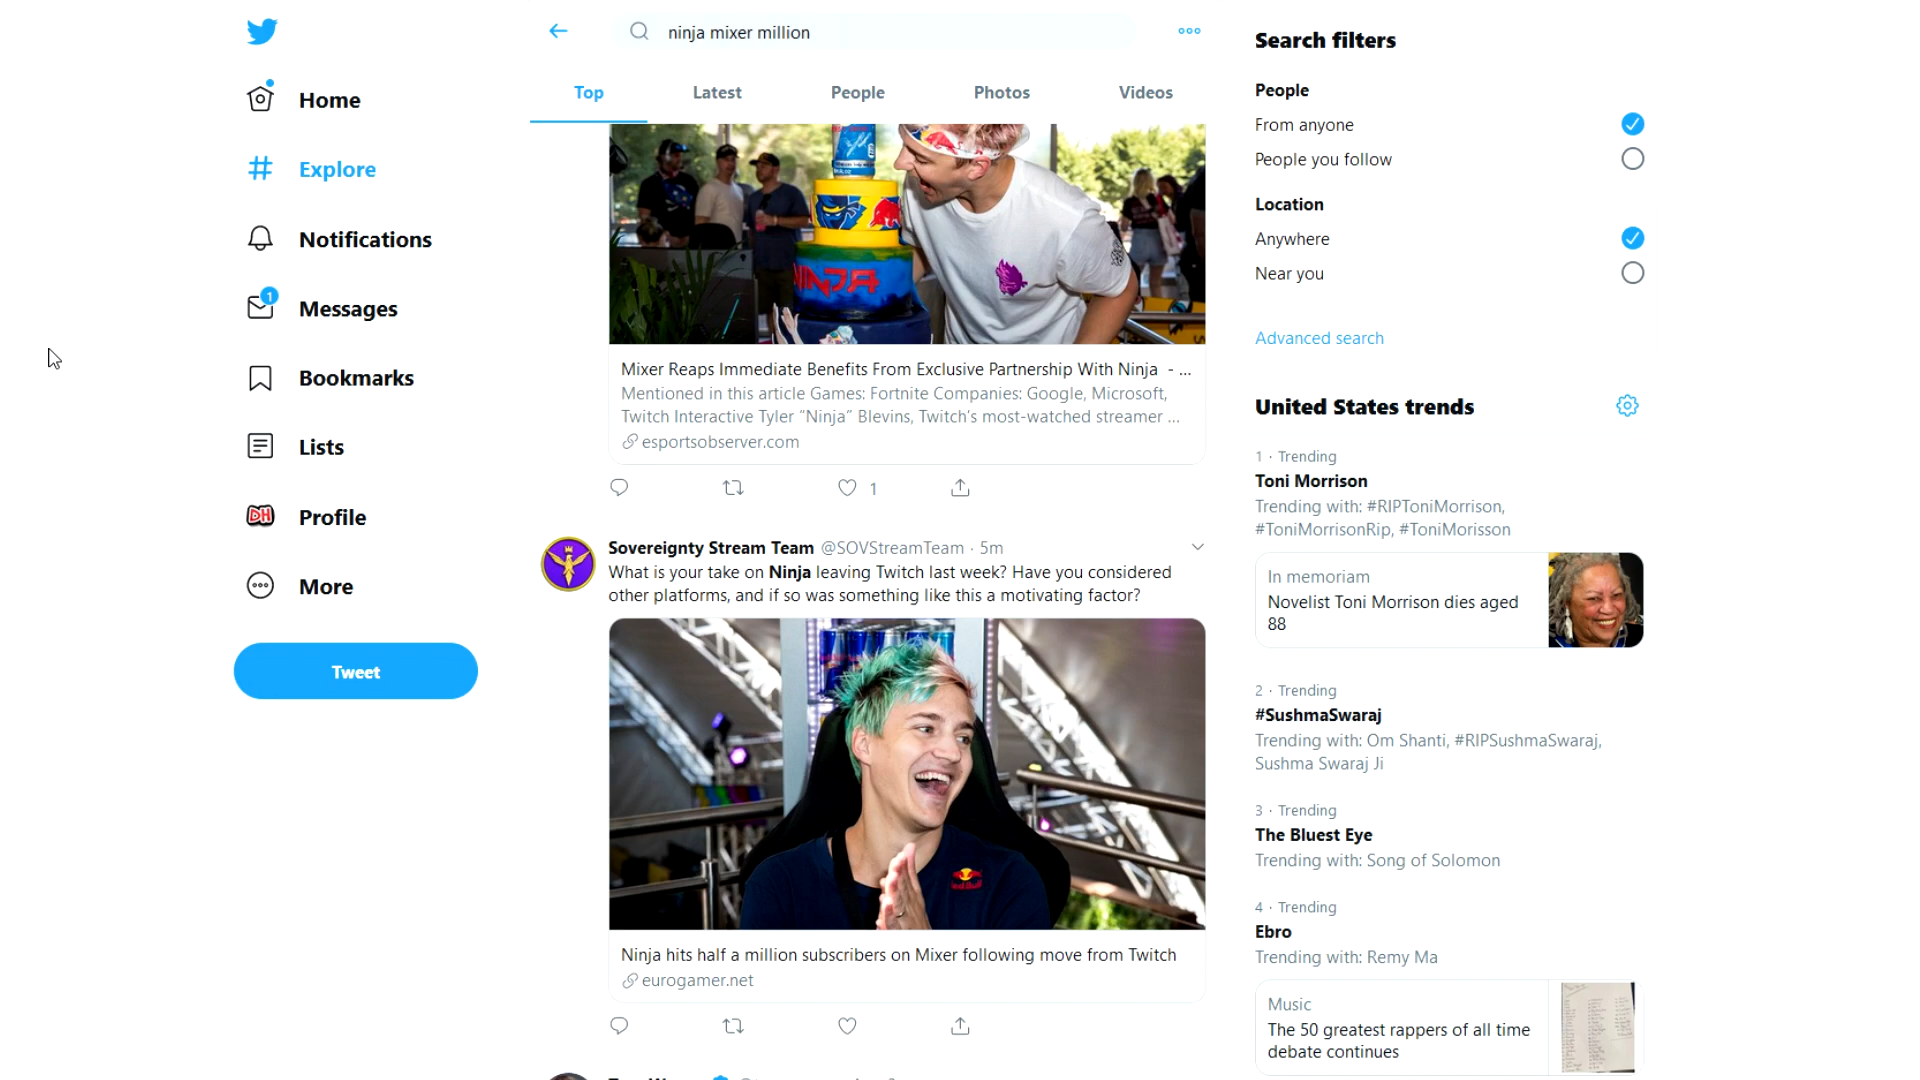 ninja mixer million
Top
Latest
People
Photos
Videos
Home
Explore
Notifications
1
Messages
Bookmarks
Lists
DH
Profile
More
Tweet
NINJA
Mixer Reaps Immediate Benefits From Exclusive Partnership With Ninja - ...
Mentioned in this article Games: Fortnite Companies: Google, Microsoft,
Twitch Interactive Tyler “Ninja” Blevins, Twitch’s most-watched streamer ...
esportsobserver.com
1
Sovereignty Stream Team @SOVStreamTeam · 5m
What is your take on Ninja leaving Twitch last week? Have you considered
other platforms, and if so was something like this a motivating factor?
Red Bull
Ninja hits half a million subscribers on Mixer following move from Twitch
eurogamer.net
Search filters
People
From anyone
People you follow
Location
Anywhere
Near you
Advanced search
United States trends
1 · Trending
Toni Morrison
Trending with: #RIPToniMorrison,
#ToniMorrisonRip, #ToniMorisson
In memoriam
Novelist Toni Morrison dies aged
88
2 · Trending
#SushmaSwaraj
Trending with: Om Shanti, #RIPSushmaSwaraj,
Sushma Swaraj Ji
3 · Trending
The Bluest Eye
Trending with: Song of Solomon
4 · Trending
Ebro
Trending with: Remy Ma
Music
The 50 greatest rappers of all time
debate continues